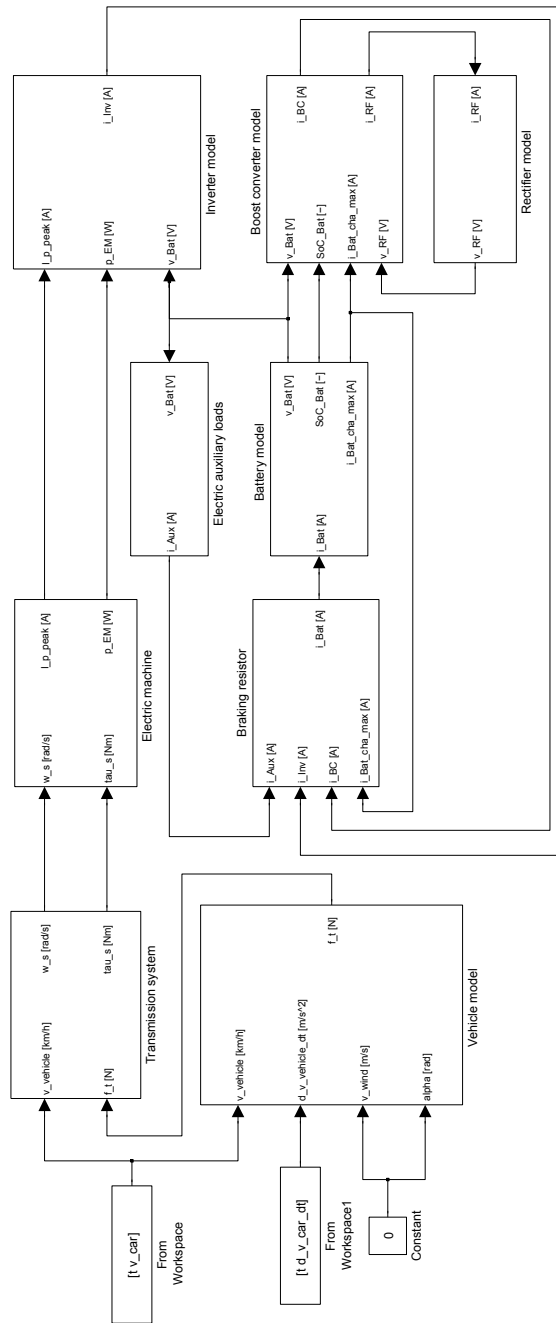 [t v_car]
From
Workspace
[t d_v_car_dt]
From
Workspace1
0
Constant
v_vehicle [km/h]
f_t [N]
w_s [rad/s]
tau_s [Nm]
Transmission system
v_vehicle [km/h]
d_v_vehicle_dt [m/s^2]
v_wind [m/s]
alpha [rad]
f_t [N]
Vehicle model
w_s [rad/s]
tau_s [Nm]
I_p_peak [A]
p_EM [W]
Electric machine
i_Aux [A]
v_Bat [V]
Electric auxiliary loads
i_Aux [A]
i_Inv [A]
i_BC [A]
i_Bat_cha_max [A]
i_Bat [A]
Braking resistor
i_Bat [A]
v_Bat [V]
SoC_Bat [-]
i_Bat_cha_max [A]
Battery model
I_p_peak [A]
p_EM [W]
v_Bat [V]
i_Inv [A]
Inverter model
v_Bat [V]
SoC_Bat [-]
i_Bat_cha_max [A]
v_RF [V]
i_BC [A]
i_RF [A]
Boost converter model
v_RF [V]
i_RF [A]
Rectifier model